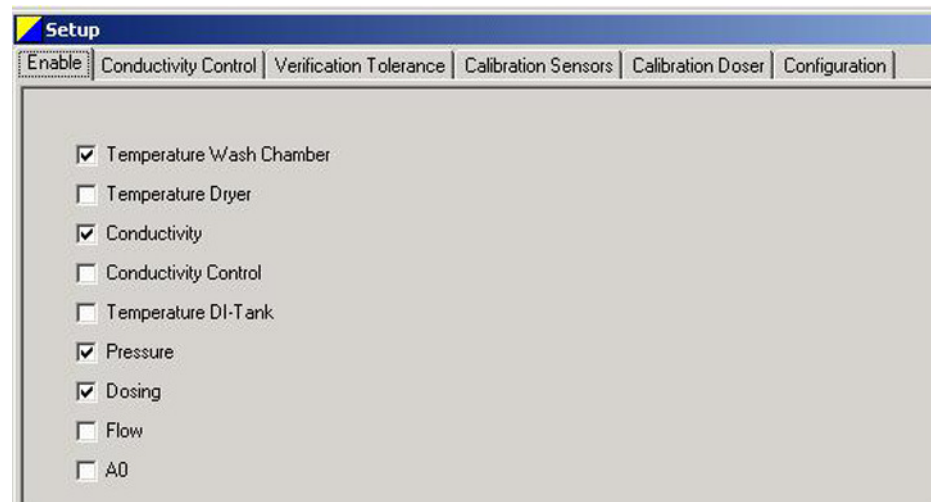 Setup
Enable Conductivity Control Verification Tolerance Calibration Sensors Calibration Doser Configuration
Temperature Wash Chamber
Temperature Dryer
Conductivity
Conductivity Control
Temperature DI-Tank
Pressure
Dosing
Flow
A0